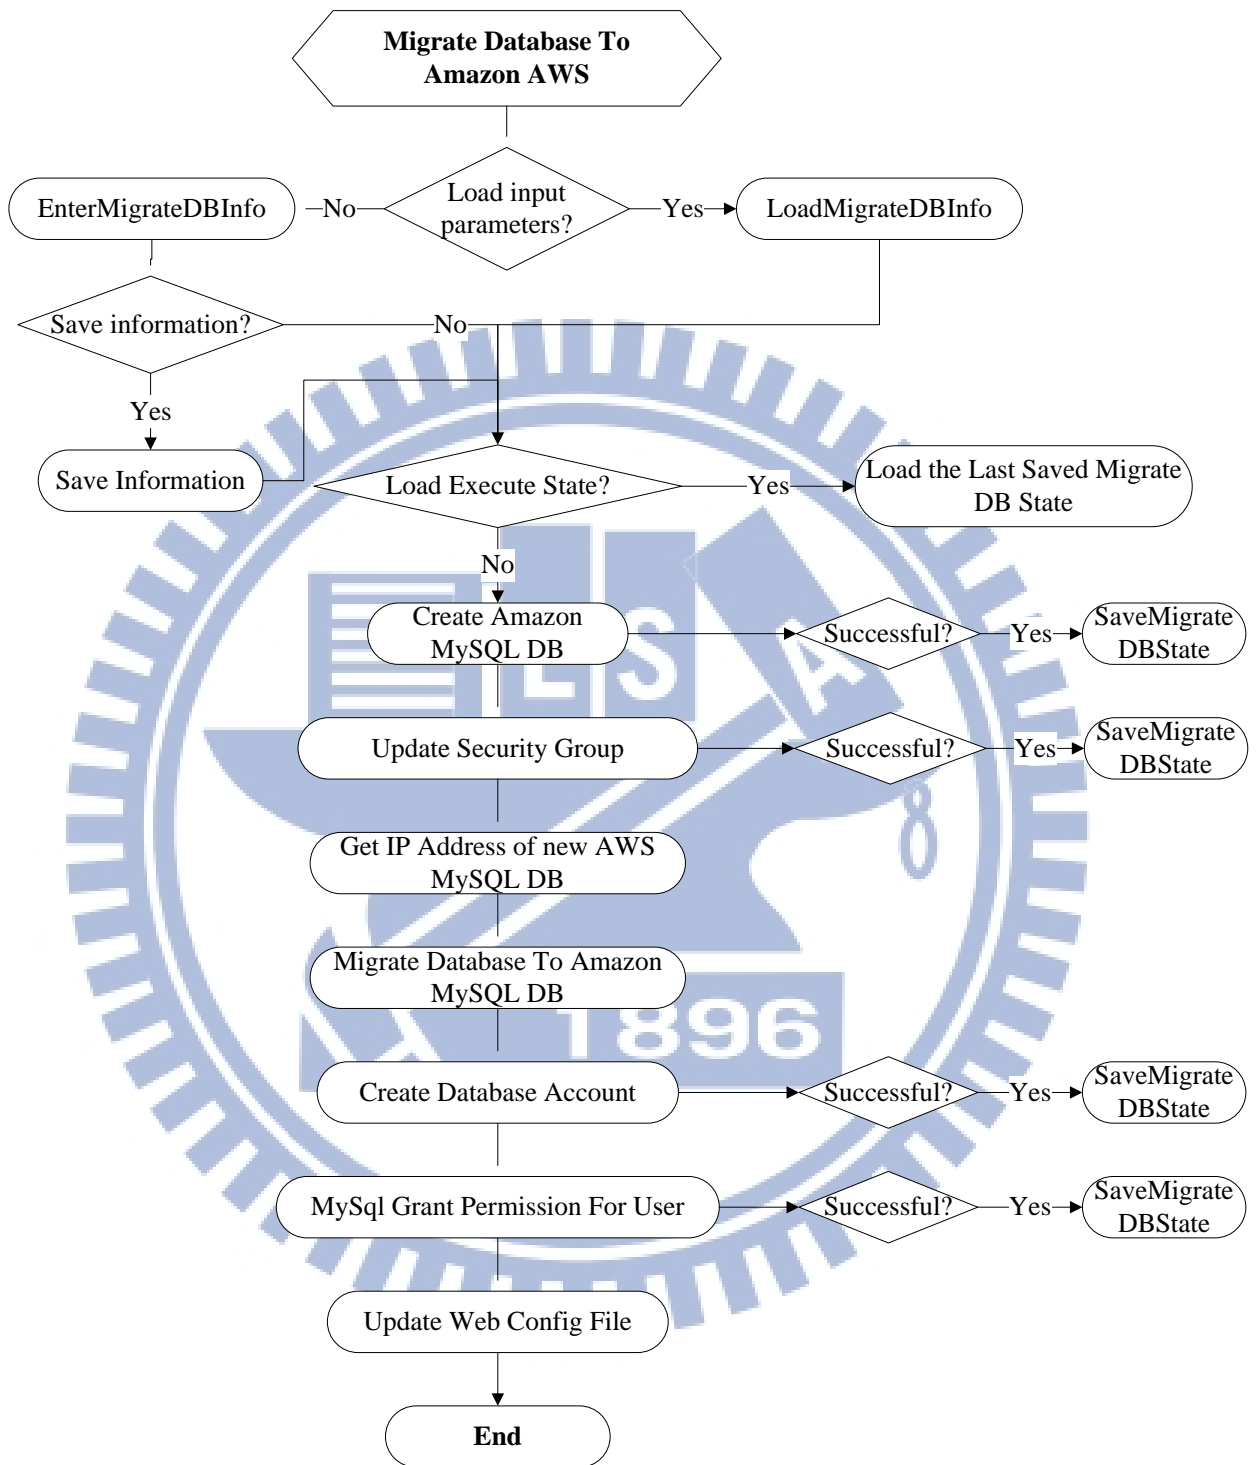 Migrate Database To
Amazon AWS
Load input
parameters?
EnterMigrateDBInfo
No
Yes
LoadMigrateDBInfo
Save information?
No
Yes
Save Information
Load Execute State?
Yes
Load the Last Saved Migrate
DB State
No
Create Amazon
MySQL DB
Successful?
Yes
SaveMigrate
DBState
Update Security Group
Successful?
Yes
SaveMigrate
DBState
Get IP Address of new AWS
MySQL DB
Migrate Database To Amazon
MySQL DB
Create Database Account
Successful?
Yes
SaveMigrate
DBState
MySql Grant Permission For User
Successful?
Yes
SaveMigrate
DBState
Update Web Config File
End
E S A
1896